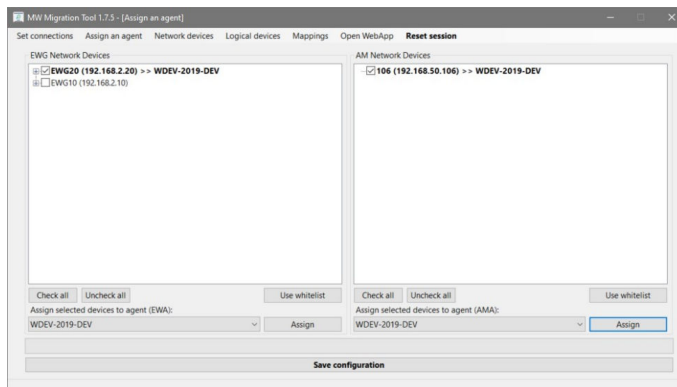 MW Migration Tool 1.7.5 - [Assign an agent]
Set connections Assign an agent Network devices Logical devices Mappings Open WebApp Reset session
EWG Network Devices
EWG20 (192.168.2.20) >> WDEV-2019-DEV
EWG10 (192.168.2.10)
Check all Uncheck all Use whitelist
Assign selected devices to agent (EWA):
WDEV-2019-DEV Assign
AM Network Devices
106 (192.168.50.106) >> WDEV-2019-DEV
Check all Uncheck all Use whitelist
Assign selected devices to agent (AMA):
WDEV-2019-DEV Assign
Save configuration